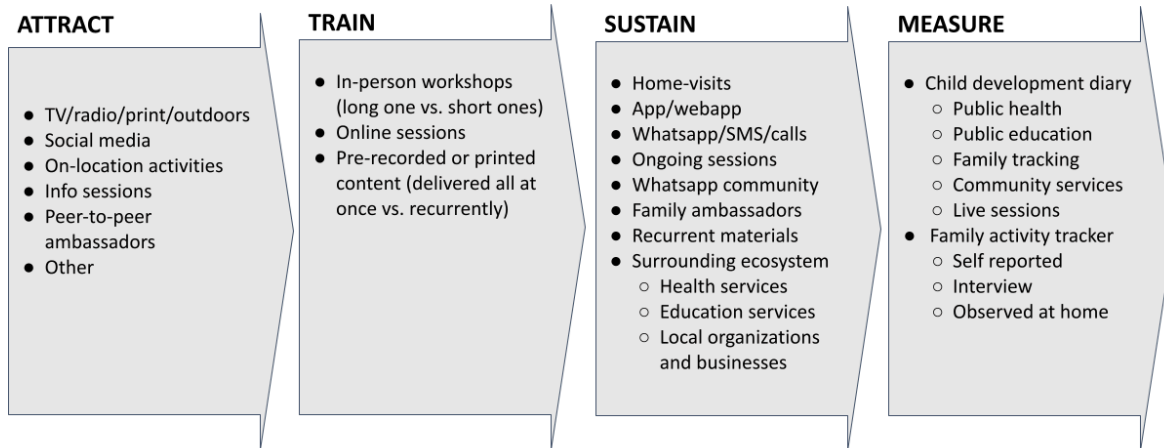 ATTRACT
● TV/radio/print/outdoors
● Social media
● On-location activities
● Info sessions
● Peer-to-peer
ambassadors
● Other
TRAIN
● In-person workshops
(long one vs. short ones)
● Online sessions
● Pre-recorded or printed
content (delivered all at
once vs. recurrently)
SUSTAIN
● Home-visits
● App/webapp
● Whatsapp/SMS/calls
● Ongoing sessions
● Whatsapp community
● Family ambassadors
● Recurrent materials
● Surrounding ecosystem
○ Health services
○ Education services
○ Local organizations
and businesses
MEASURE
● Child development diary
○ Public health
○ Public education
○ Family tracking
○ Community services
○ Live sessions
● Family activity tracker
○ Self reported
○ Interview
○ Observed at home